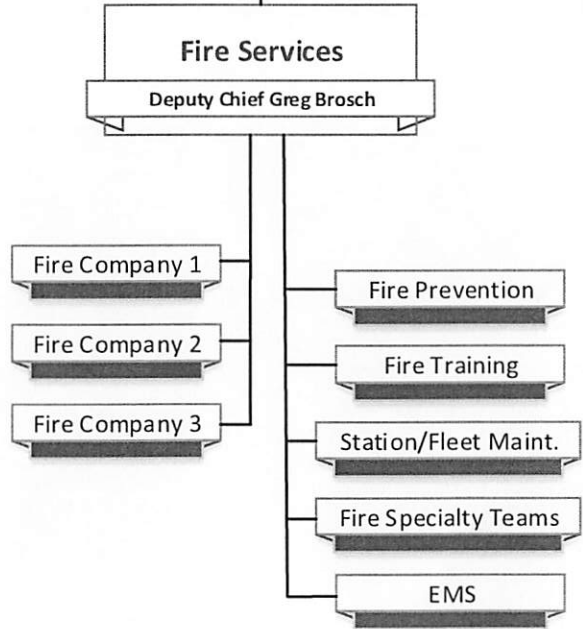 Fire Services
Deputy Chief Greg Brosch
Fire Company 1
Fire Company 2
Fire Company 3
Fire Prevention
Fire Training
Station/Fleet Maint.
Fire Specialty Teams
EMS